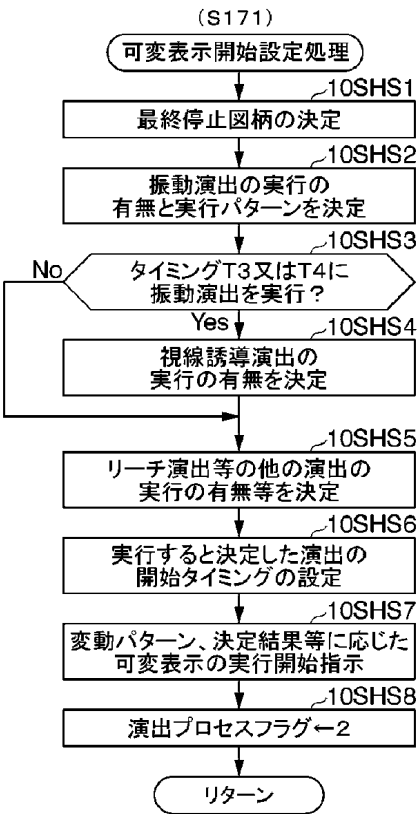 (S171)
可変表示開始設定処理
10SHS1
最終停止図柄の決定
10SHS2
振動演出の実行の
有無と実行パターンを決定
10SHS3
No
タイミングT3又はT4に
振動演出を実行？
Yes
10SHS4
視線誘導演出の
実行の有無を決定
10SHS5
リーチ演出等の他の演出の
実行の有無等を決定
10SHS6
実行すると決定した演出の
開始タイミングの設定
10SHS7
変動パターン、決定結果等に応じた
可変表示の実行開始指示
10SHS8
演出プロセスフラグ←2
リターン